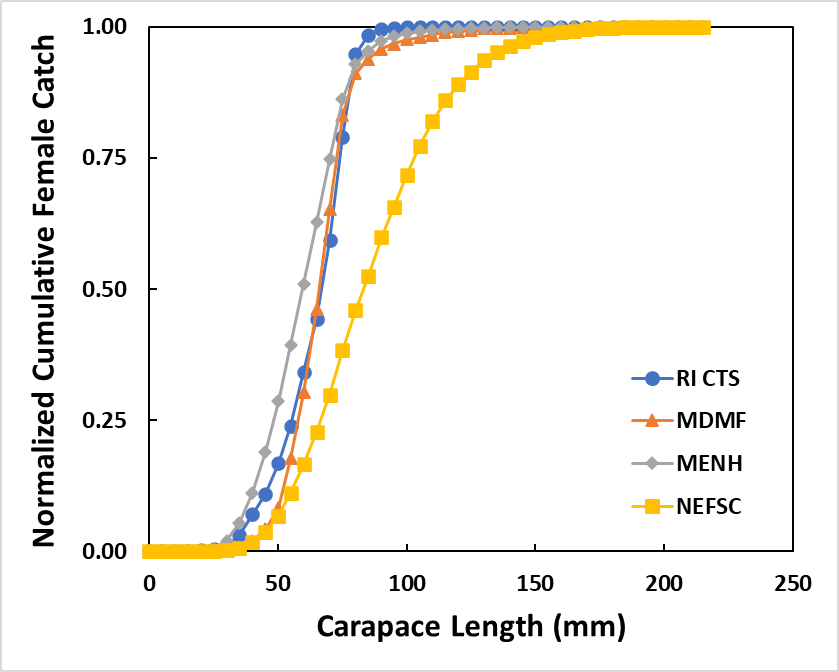 Normalized Cumulative Female Catch
1.00
0.75
0.50
0.25
0.00
RI CTS
MDMF
MENH
NEFSC
0 50 100 150 200 250
Carapace Length (mm)